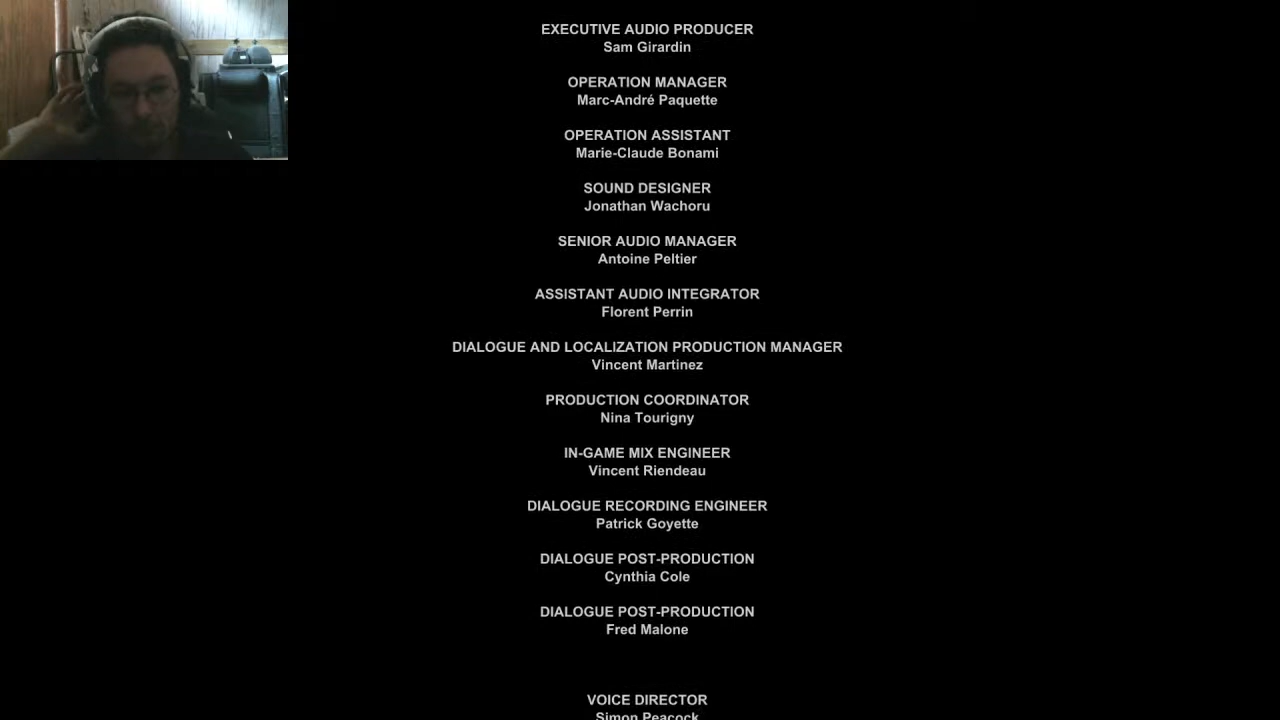 EXECUTIVE AUDIO PRODUCER
Sam Girardin
OPERATION MANAGER
Marc-André Paquette
OPERATION ASSISTANT
Marie-Claude Bonami
SOUND DESIGNER
Jonathan Wachoru
SENIOR AUDIO MANAGER
Antoine Peltier
ASSISTANT AUDIO INTEGRATOR
Florent Perrin
DIALOGUE AND LOCALIZATION PRODUCTION MANAGER
Vincent Martinez
PRODUCTION COORDINATOR
Nina Tourigny
IN-GAME MIX ENGINEER
Vincent Riendeau
DIALOGUE RECORDING ENGINEER
Patrick Goyette
DIALOGUE POST-PRODUCTION
Cynthia Cole
DIALOGUE POST-PRODUCTION
Fred Malone
VOICE DIRECTOR
Simon Peacock